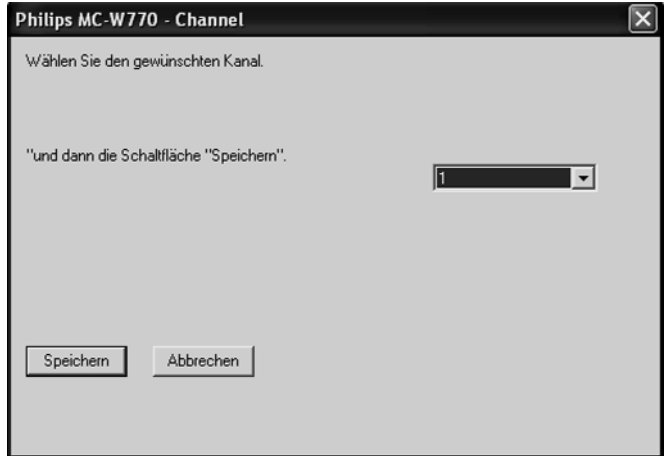 Philips MC-W770 - Channel
Wählen Sie den gewünschten Kanal.
"und dann die Schaltfläche "Speichern".
1
Speichern
Abbrechen